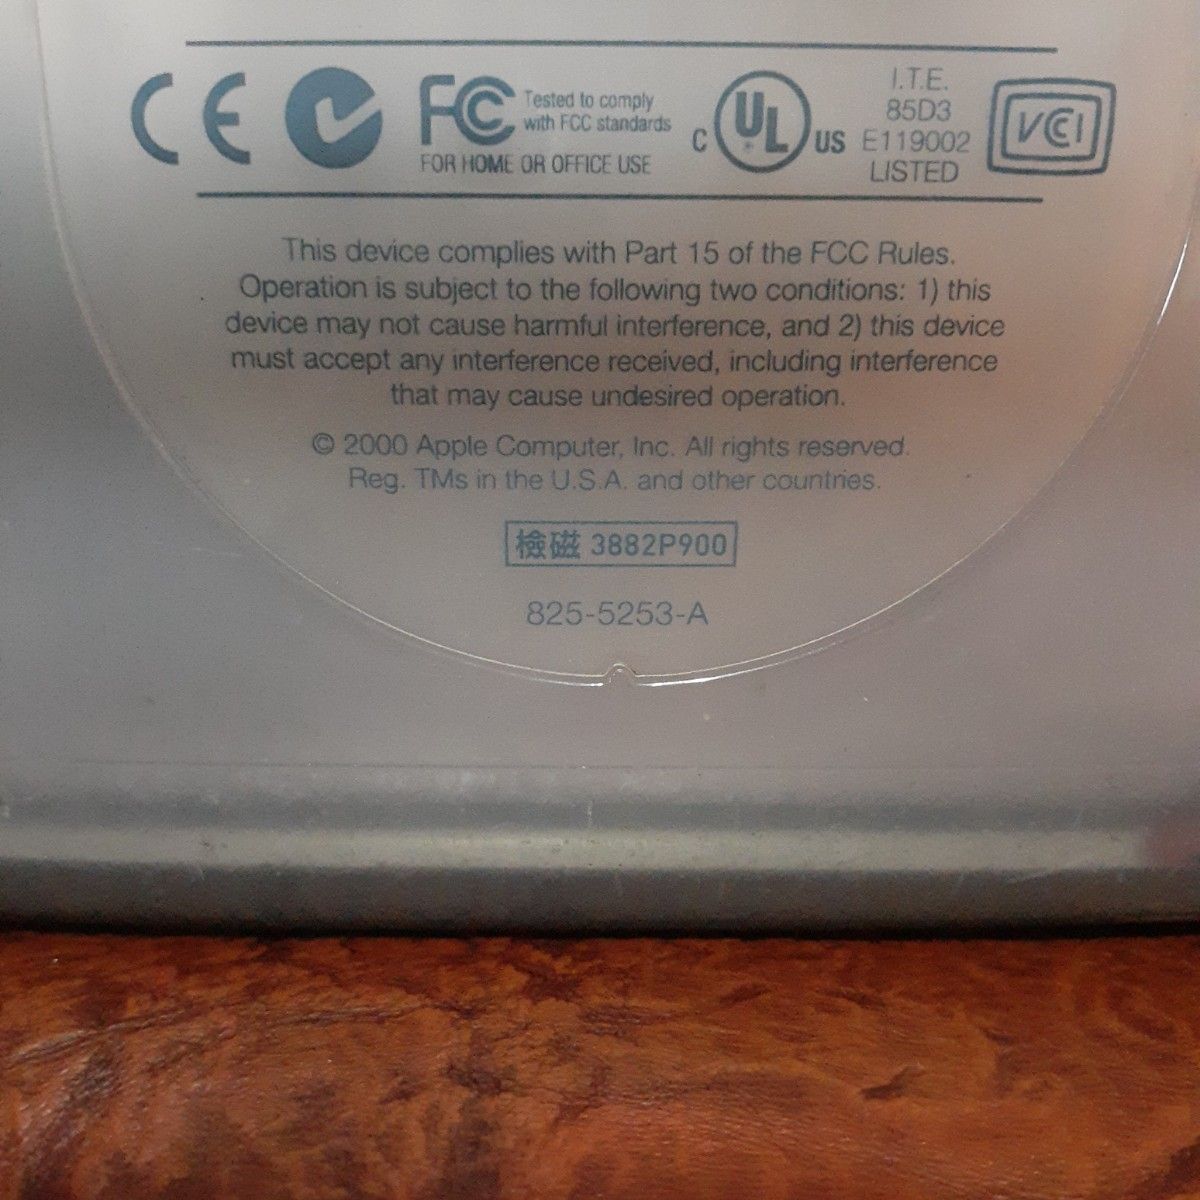 CE FC Tested to comply with FCC standards
FOR HOME OR OFFICE USE
C UL ® US
I.T.E.
85D3
E119002
LISTED
VCI
This device complies with Part 15 of the FCC Rules.
Operation is subject to the following two conditions: 1) this
device may not cause harmful interference, and 2) this device
must accept any interference received, including interference
that may cause undesired operation.
© 2000 Apple Computer, Inc. All rights reserved.
Reg. TMs in the U.S.A. and other countries.
檢磁 3882P900
825-5253-A